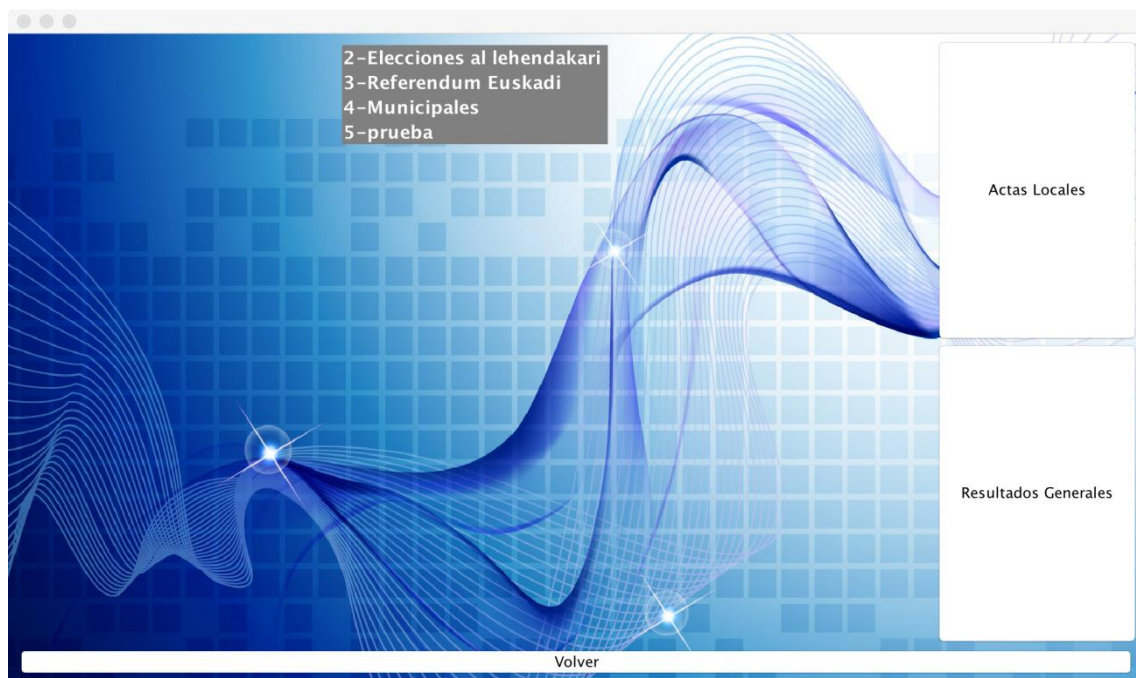 2-Elecciones al lehendakari
3-Referendum Euskadi
4-Municipales
5-prueba
Actas Locales
Resultados Generales
Volver